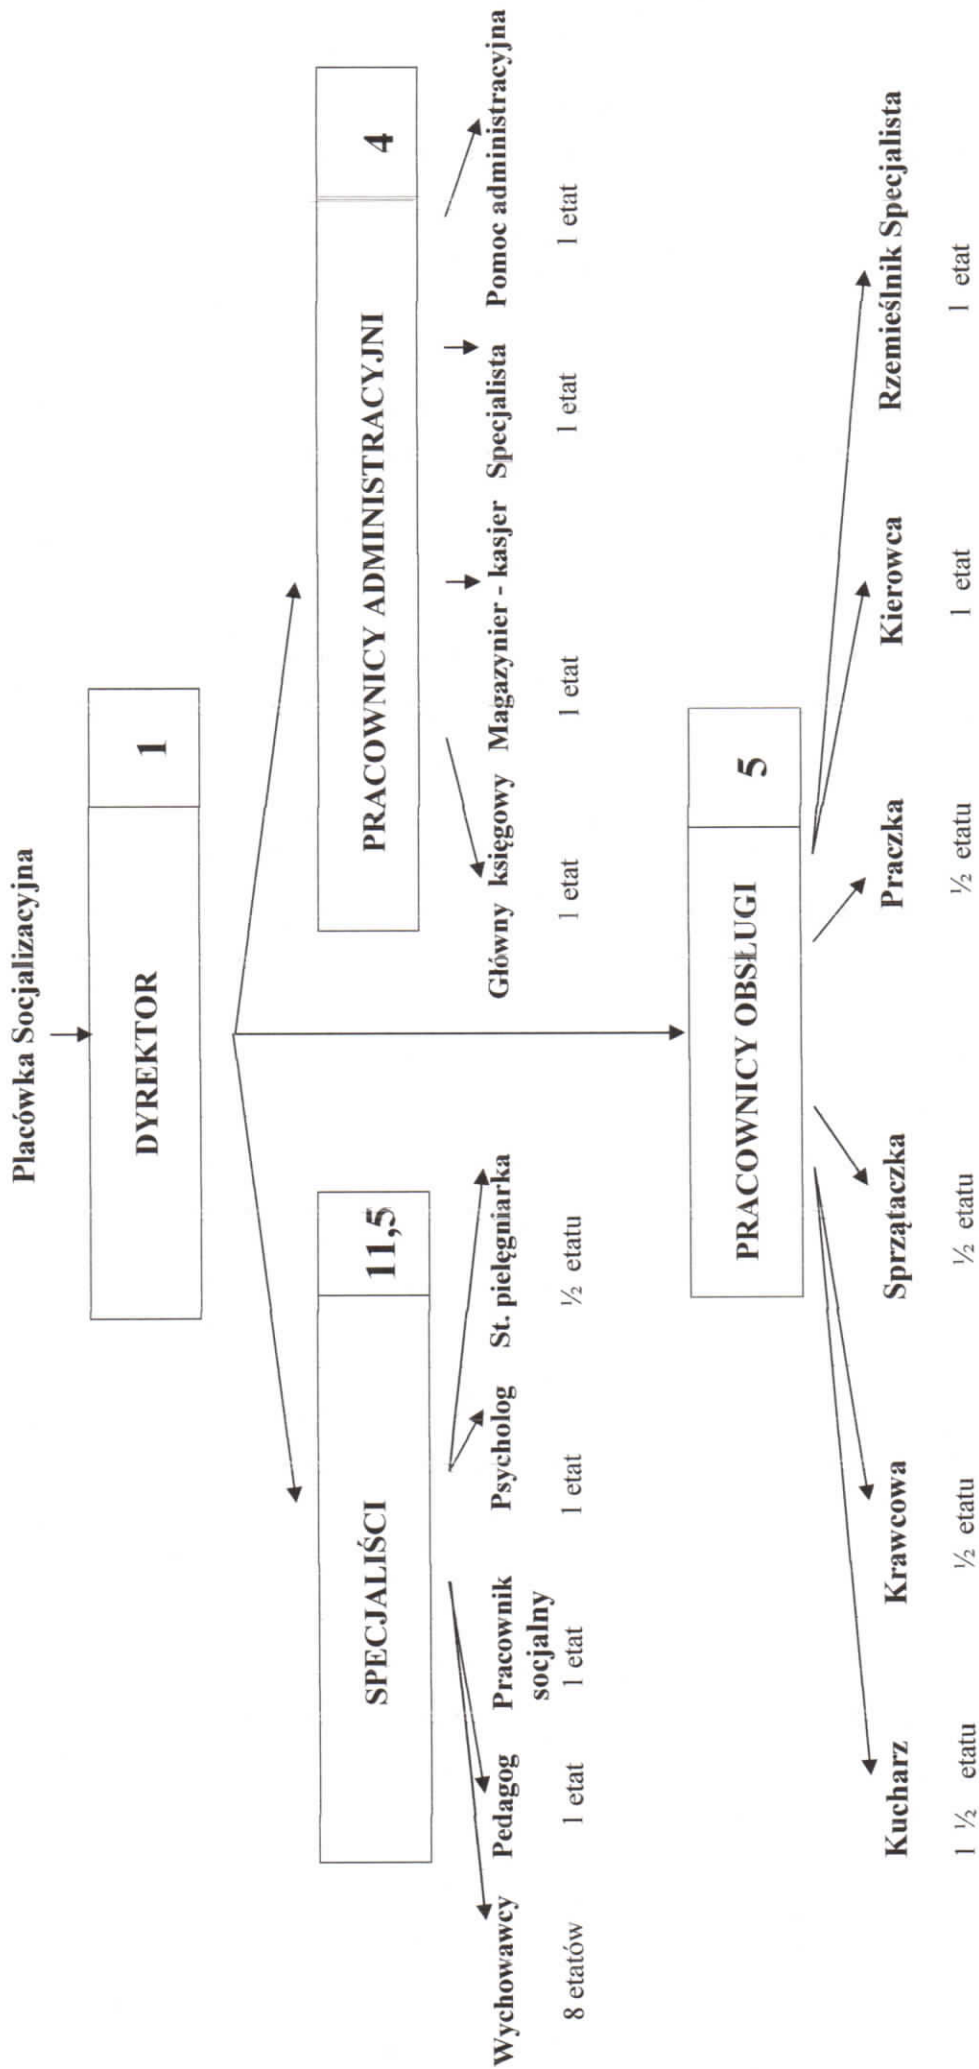 Placówka Socjalizacyjna
DYREKTOR 1
SPECJALIŚCI 11,5
PRACOWNICY ADMINISTRACYJNI 4
Wychowawcy Pedagog Pracownik socjalny Psycholog St. pielęgniarka
8 etatów 1 etat 1 etat 1 etat ½ etatu
Główny księgowy Magazynier - kasjer Specjalista Pomoc administracyjna
1 etat 1 etat 1 etat 1 etat
PRACOWNICY OBSŁUGI 5
Kucharz Krawcowa Sprzątaczka Praczka Kierowca Rzemieślnik Specjalista
1 ½ etatu ½ etatu ½ etatu ½ etatu 1 etat 1 etat